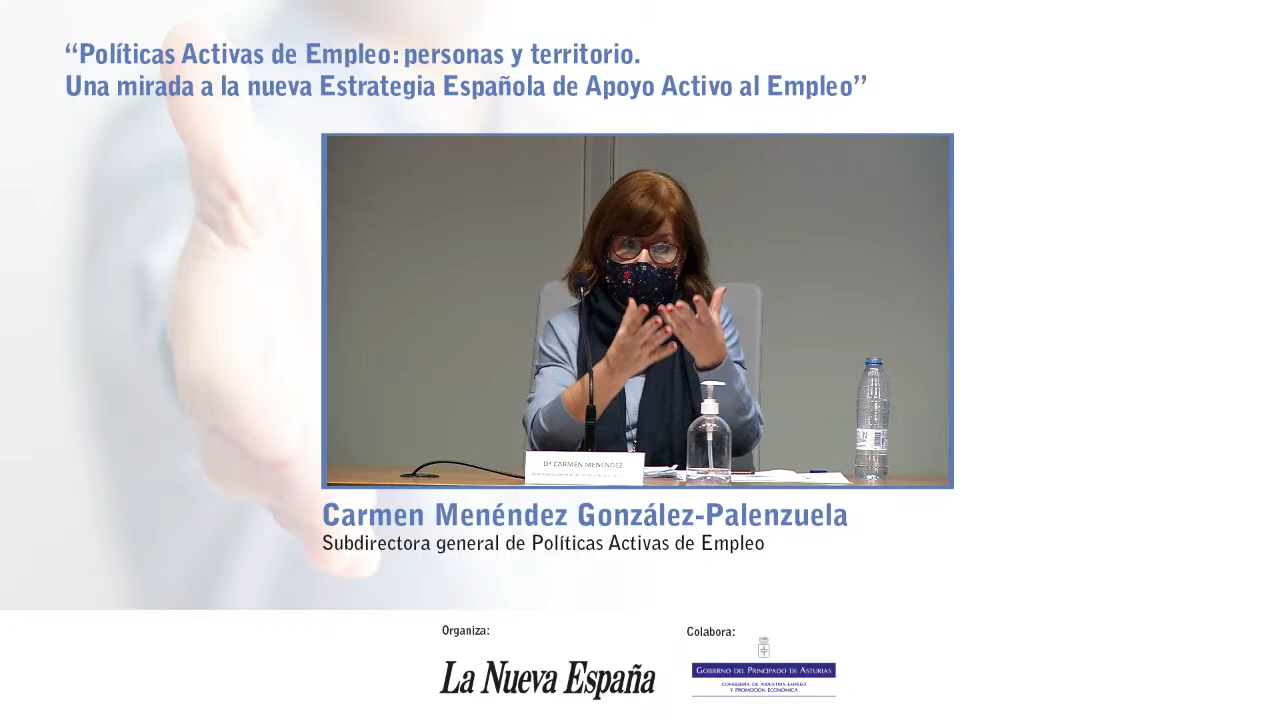 “Políticas Activas de Empleo: personas y territorio.
Una mirada a la nueva Estrategia Española de Apoyo Activo al Empleo”
Dª CARMEN MENÉNDEZ
Carmen Menéndez González-Palenzuela
Subdirectora general de Políticas Activas de Empleo
Organiza:
La Nueva España
Colabora:
GOBIERNO DEL PRINCIPADO DE ASTURIAS
CONSEJERÍA DE INDUSTRIA, EMPLEO
Y PROMOCIÓN ECONÓMICA